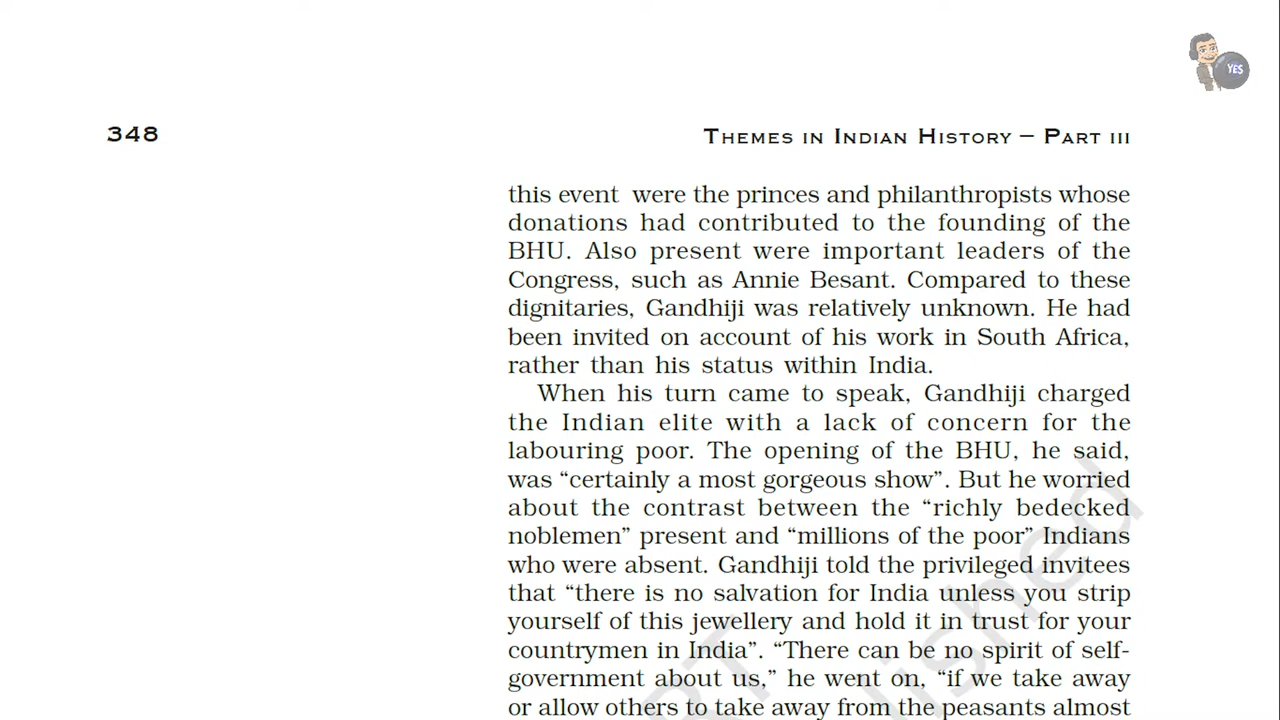 YES
348
THEMES IN INDIAN HISTORY – PART III
this event were the princes and philanthropists whose
donations had contributed to the founding of the
BHU. Also present were important leaders of the
Congress, such as Annie Besant. Compared to these
dignitaries, Gandhiji was relatively unknown. He had
been invited on account of his work in South Africa,
rather than his status within India.
When his turn came to speak, Gandhiji charged
the Indian elite with a lack of concern for the
labouring poor. The opening of the BHU, he said,
was “certainly a most gorgeous show”. But he worried
about the contrast between the “richly bedecked
noblemen” present and “millions of the poor” Indians
who were absent. Gandhiji told the privileged invitees
that “there is no salvation for India unless you strip
yourself of this jewellery and hold it in trust for your
countrymen in India”. “There can be no spirit of self-
government about us,” he went on, “if we take away
or allow others to take away from the peasants almost